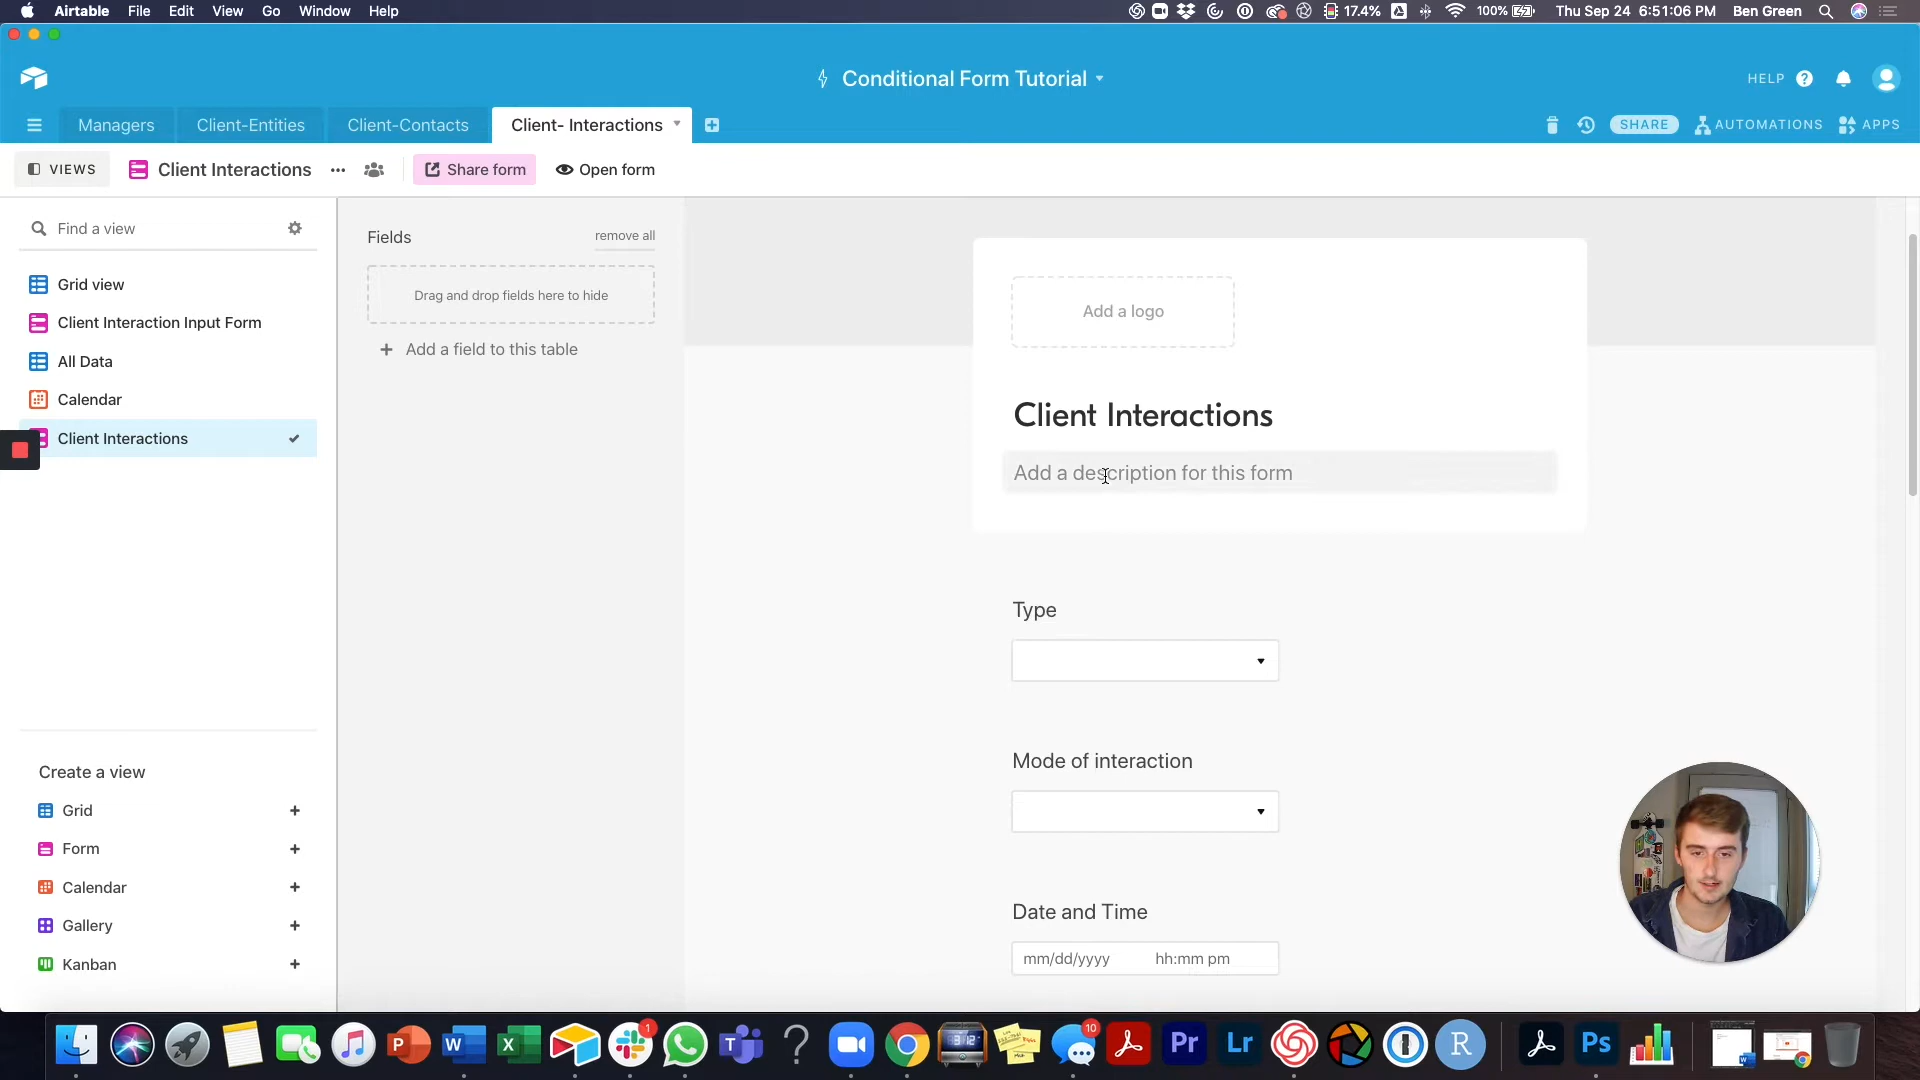 Airtable File Edit View Go Window Help
17.4% 100% Thu Sep 24 6:51:06 PM Ben Green
Conditional Form Tutorial
HELP
Managers Client-Entities Client-Contacts Client- Interactions
SHARE AUTOMATIONS APPS
VIEWS Client Interactions Share form Open form
Find a view
Grid view
Client Interaction Input Form
All Data
Calendar
Client Interactions
Create a view
Grid
Form
Calendar
Gallery
Kanban
Fields remove all
Drag and drop fields here to hide
Add a field to this table
Add a logo
Client Interactions
Add a description for this form
Type
Mode of interaction
Date and Time
mm/dd/yyyy hh:mm pm
P W X 1 T 10 Pr Lr R Ps